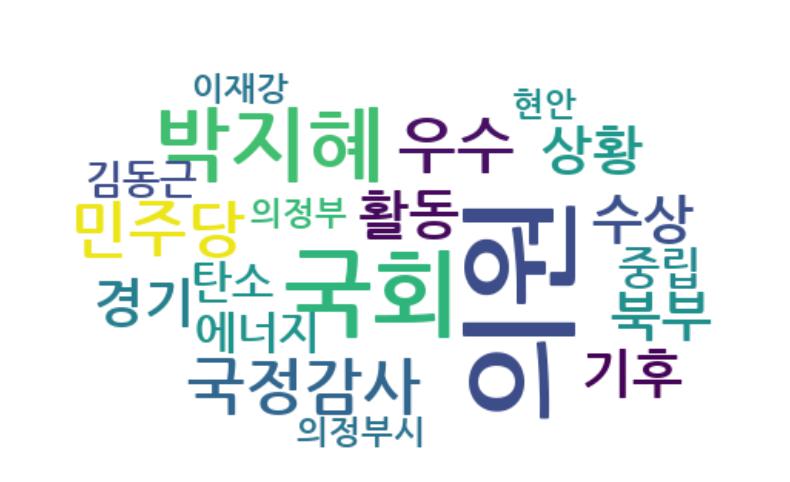 이재강
현안
박지혜
우수
상황
김동근
민주당
의정부
활동
의원
수상
경기
탄소
국회
중립
에너지
북부
국정감사
기후
의정부시